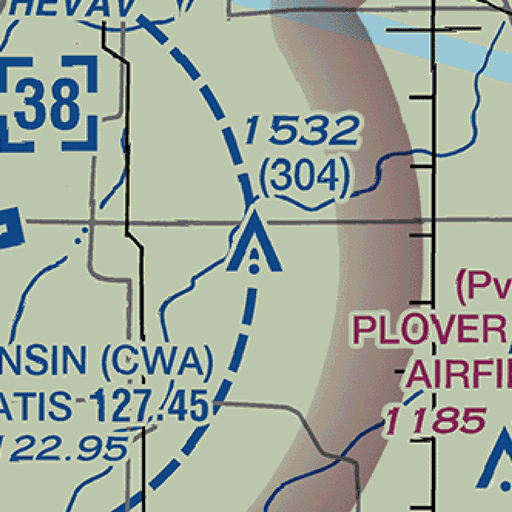 HEVAV
38
1532
(304)
(Pv
PLOVER
AIRFI
1185
NSIN (CWA)
ATIS 127.45
122.95